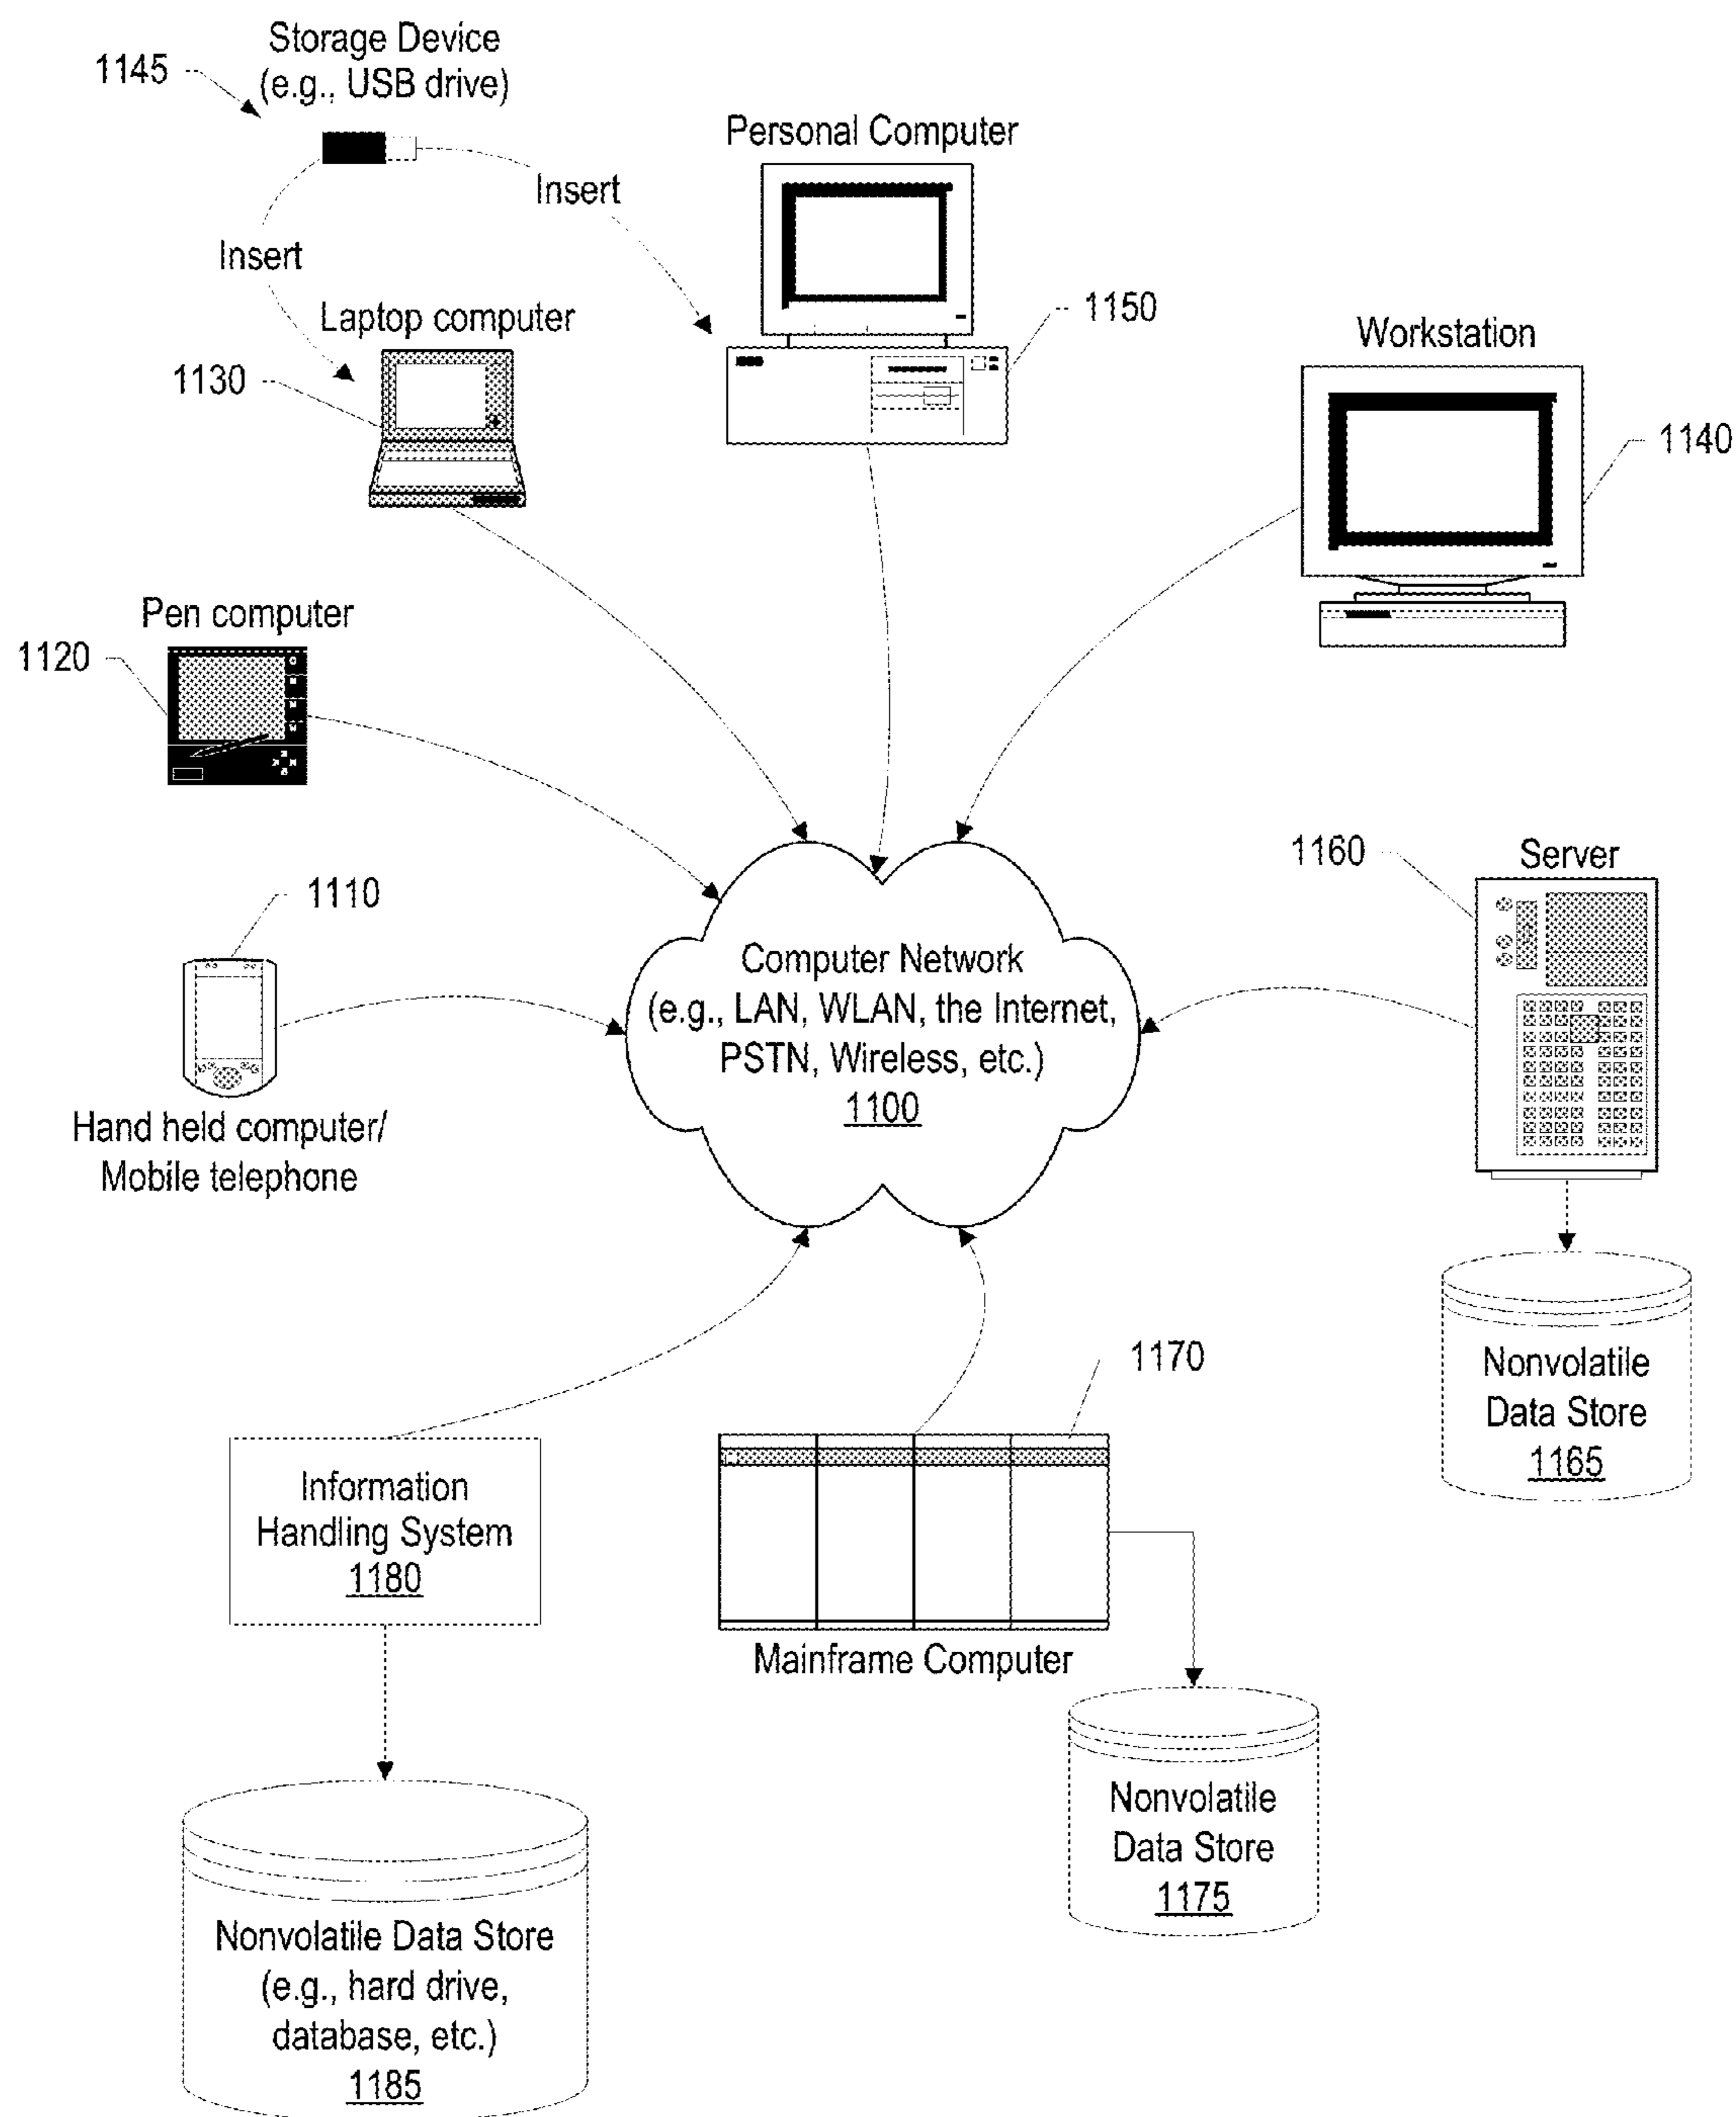 Storage Device
(e.g., USB drive)
1145
Insert
Insert
Personal Computer
1150
Laptop computer
1130
Workstation
1140
Pen computer
1120
1110
Hand held computer/
Mobile telephone
Computer Network
(e.g., LAN, WLAN, the Internet,
PSTN, Wireless, etc.)
1100
1160
Server
Nonvolatile
Data Store
1165
1170
Mainframe Computer
Nonvolatile
Data Store
1175
Information
Handling System
1180
Nonvolatile Data Store
(e.g., hard drive,
database, etc.)
1185